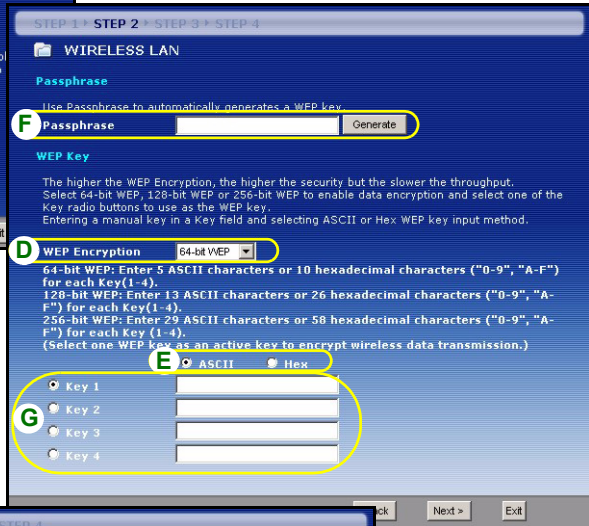 STEP 1 STEP 2 STEP 3 STEP 4
WIRELESS LAN
Passphrase
Use Passphrase to automatically generates a WEP key.
F Passphrase Generate
WEP Key
The higher the WEP Encryption, the higher the security but the slower the throughput.
Select 64-bit WEP, 128-bit WEP or 256-bit WEP to enable data encryption and select one of the
Key radio buttons to use as the WEP key.
Entering a manual key in a Key field and selecting ASCII or Hex WEP key input method.
D WEP Encryption 64-bit WEP
64-bit WEP: Enter 5 ASCII characters or 10 hexadecimal characters ("0-9", "A-F")
for each Key(1-4).
128-bit WEP: Enter 13 ASCII characters or 26 hexadecimal characters ("0-9", "A-
F") for each Key(1-4).
256-bit WEP: Enter 29 ASCII characters or 58 hexadecimal characters ("0-9", "A-
F") for each Key (1-4).
(Select one WEP key as an active key to encrypt wireless data transmission.)
E ASCII Hex
Key 1
Key 2
G Key 3
Key 4
Next > Exit
STEP 4